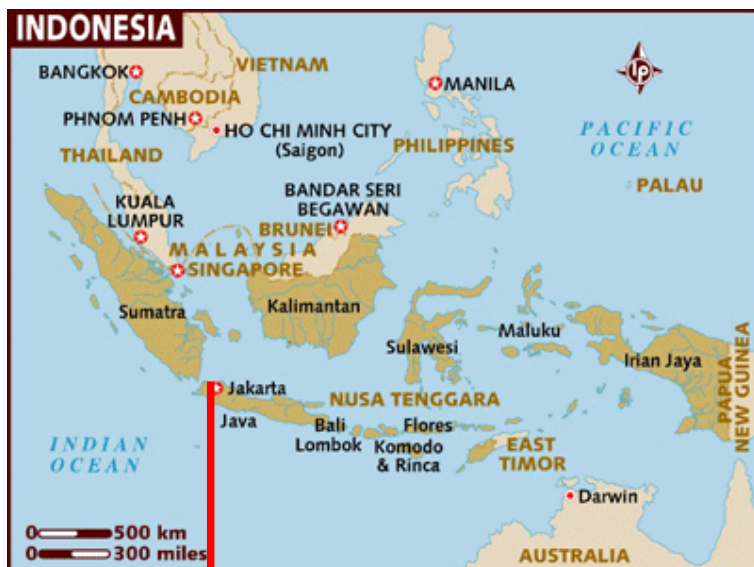 INDONESIA
BANGKOK
VIETNAM
CAMBODIA
PHNOM PENH
HO CHI MINH CITY
(Saigon)
THAILAND
MANILA
PHILIPPINES
LP
PACIFIC
OCEAN
PALAU
KUALA
LUMPUR
BANDAR SERI
BEGAWAN
BRUNEI
MALAYSIA
SINGAPORE
Sumatra
Kalimantan
Sulawesi
Maluku
Irian Jaya
PAPUA
NEW GUINEA
Jakarta
Java
NUSA TENGGARA
Bali
Lombok
Flores
Komodo
& Rinca
EAST
TIMOR
INDIAN
OCEAN
Darwin
AUSTRALIA
0 500 km
0 300 miles